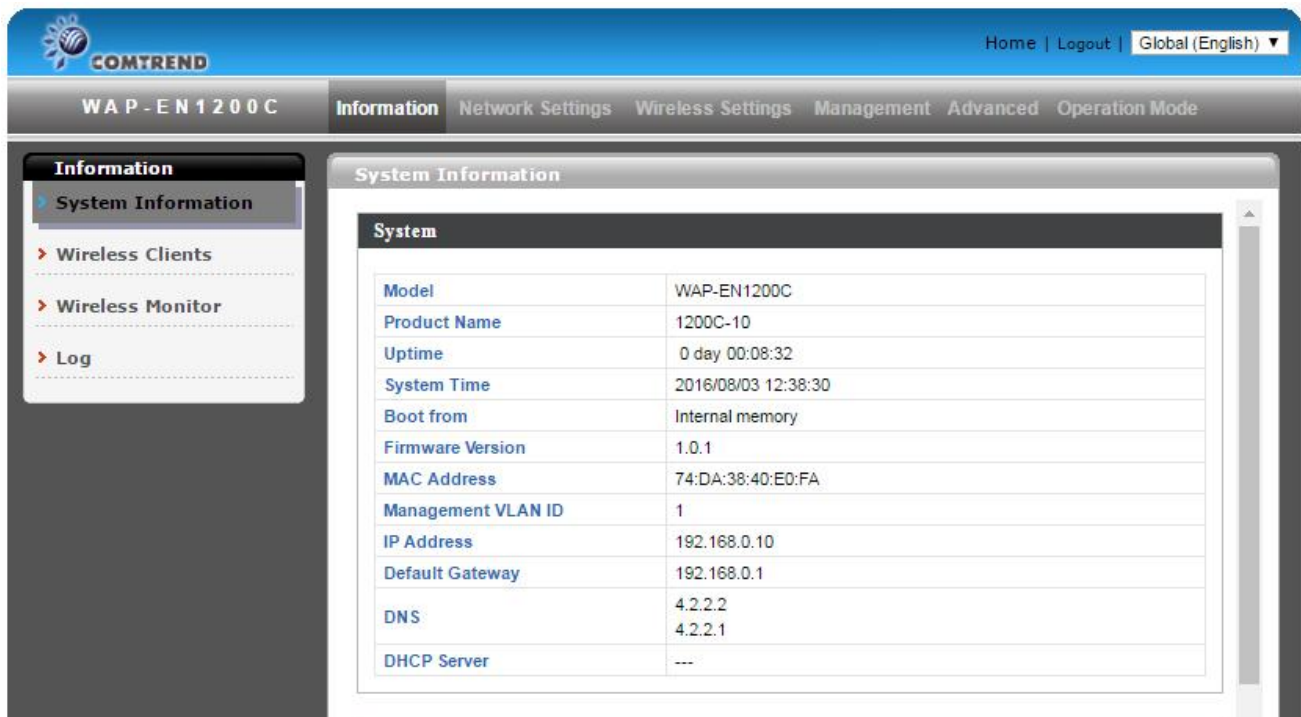 COMTREND
Home | Logout | Global (English) ▼
WAP-EN1200C
Information Network Settings Wireless Settings Management Advanced Operation Mode
Information
System Information
Wireless Clients
Wireless Monitor
Log
System Information
System
Model WAP-EN1200C
Product Name 1200C-10
Uptime 0 day 00:08:32
System Time 2016/08/03 12:38:30
Boot from Internal memory
Firmware Version 1.0.1
MAC Address 74:DA:38:40:E0:FA
Management VLAN ID 1
IP Address 192.168.0.10
Default Gateway 192.168.0.1
DNS 4.2.2.2
4.2.2.1
DHCP Server ---